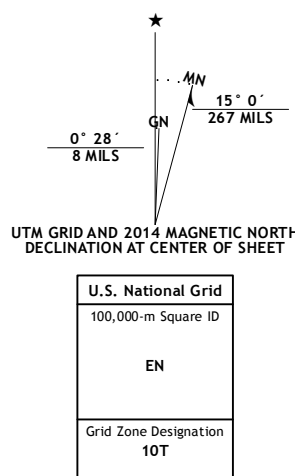 MN
GN
15° 0´
267 MILS
0° 28´
8 MILS
UTM GRID AND 2014 MAGNETIC NORTH
DECLINATION AT CENTER OF SHEET
U.S. National Grid
100,000-m Square ID
EN
Grid Zone Designation
10T